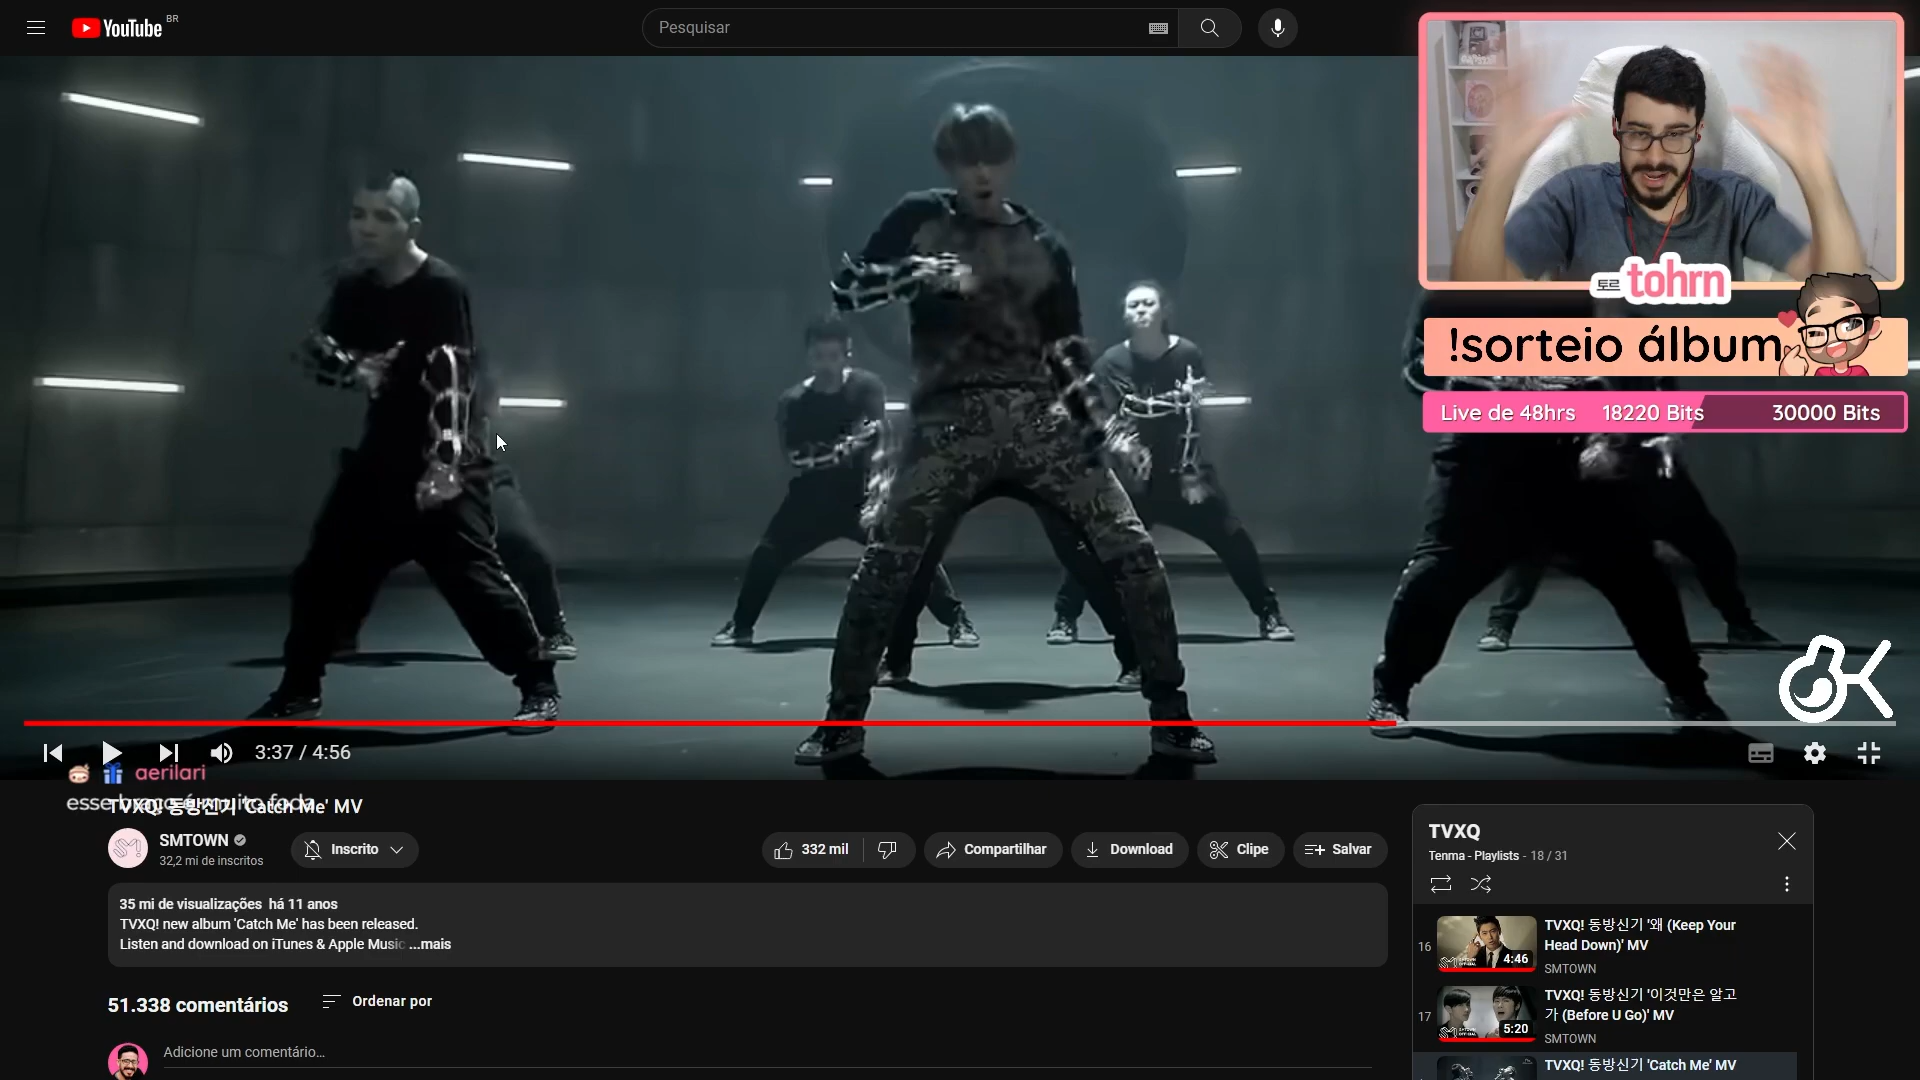 YouTube BR
Pesquisar
토르 tohrn
!sorteio álbum
Live de 48hrs 18220 Bits 30000 Bits
OK
3:37 / 4:56
aerilari
esse braço é muito foda
TVXQ! 동방신기 'Catch Me' MV
SMTOWN
32,2 mi de inscritos
Inscrito
332 mil
Compartilhar
Download
Clipe
Salvar
35 mi de visualizações há 11 anos
TVXQ! new album 'Catch Me' has been released.
Listen and download on iTunes & Apple Music ...mais
51.338 comentários
Ordenar por
Adicione um comentário...
TVXQ
Tenma - Playlists - 18 / 31
16
4:46
TVXQ! 동방신기 '왜 (Keep Your
Head Down)' MV
SMTOWN
17
5:20
TVXQ! 동방신기 '이것만은 알고
가 (Before U Go)' MV
SMTOWN
TVXQ! 동방신기 'Catch Me' MV